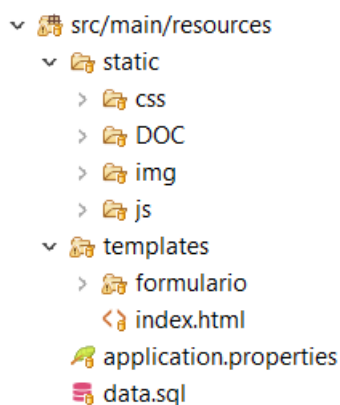 src/main/resources
static
css
DOC
img
js
templates
formulario
index.html
application.properties
data.sql